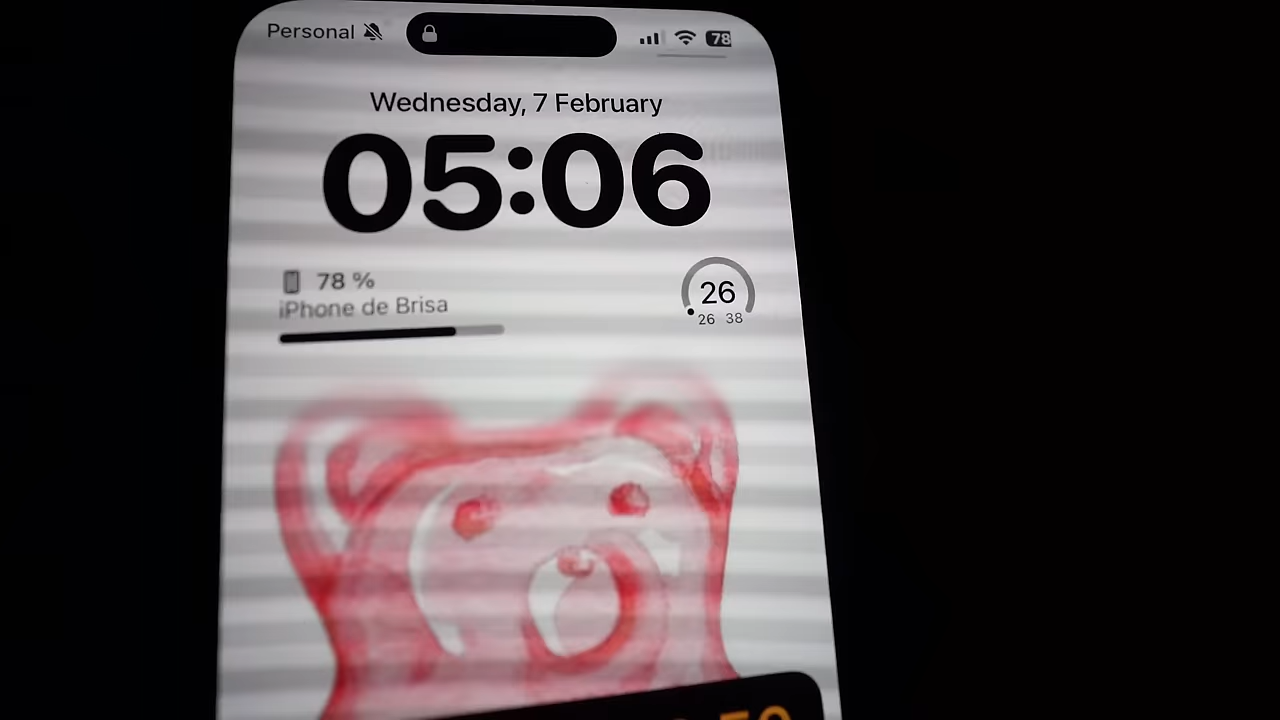 Personal
78
Wednesday, 7 February
05:06
78 %
iPhone de Brisa
26
26 38